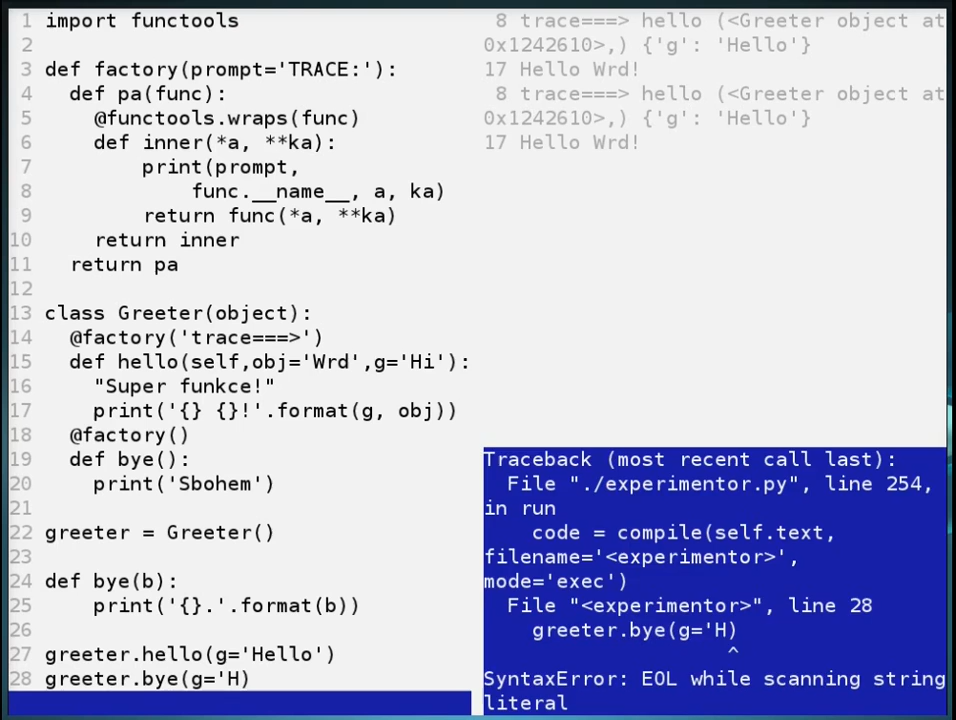 1 import functools
2
3 def factory(prompt='TRACE:'):
4   def pa(func):
5     @functools.wraps(func)
6     def inner(*a, **ka):
7         print(prompt,
8             func.__name__, a, ka)
9         return func(*a, **ka)
10     return inner
11   return pa
12
13 class Greeter(object):
14   @factory('trace===>')
15   def hello(self,obj='Wrd',g='Hi'):
16     "Super funkce!"
17     print('{} {}!'.format(g, obj))
18   @factory()
19   def bye():
20     print('Sbohem')
21
22 greeter = Greeter()
23
24 def bye(b):
25     print('{}.'.format(b))
26
27 greeter.hello(g='Hello')
28 greeter.bye(g='H)
8 trace===> hello (<Greeter object at
0x1242610>,) {'g': 'Hello'}
17 Hello Wrd!
8 trace===> hello (<Greeter object at
0x1242610>,) {'g': 'Hello'}
17 Hello Wrd!
Traceback (most recent call last):
  File "./experimentor.py", line 254,
in run
    code = compile(self.text,
filename='<experimentor>',
mode='exec')
  File "<experimentor>", line 28
    greeter.bye(g='H)
                    ^
SyntaxError: EOL while scanning string
literal